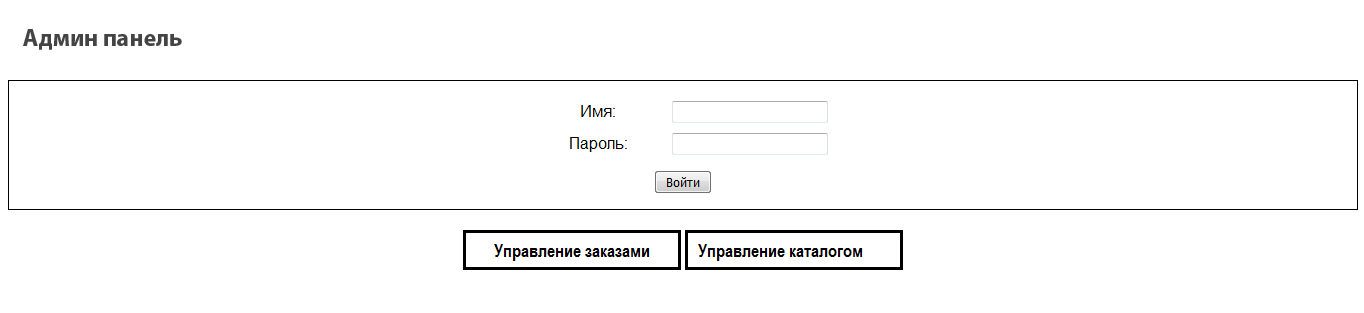 Админ панель
Имя:
Пароль:
Войти
Управление заказами Управление каталогом